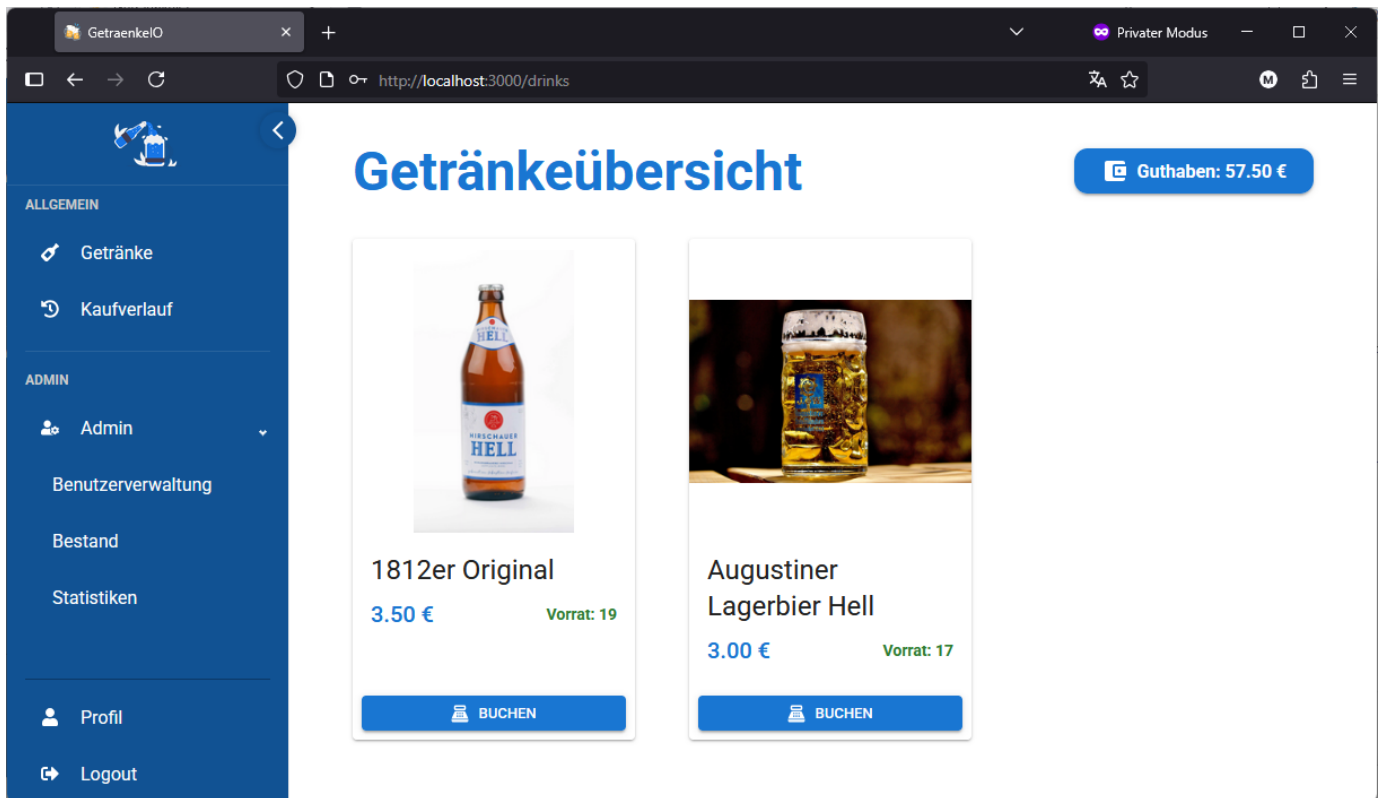 GetraenkeIO
Privater Modus
http://localhost:3000/drinks
M
ALLGEMEIN
Getränke
Kaufverlauf
ADMIN
Admin
Benutzerverwaltung
Bestand
Statistiken
Profil
Logout
Getränkeübersicht
Guthaben: 57.50 €
HELL
HIRSCHAUER
HELL
1812er Original
3.50 €
Vorrat: 19
BUCHEN
Augustiner
Lagerbier Hell
3.00 €
Vorrat: 17
BUCHEN